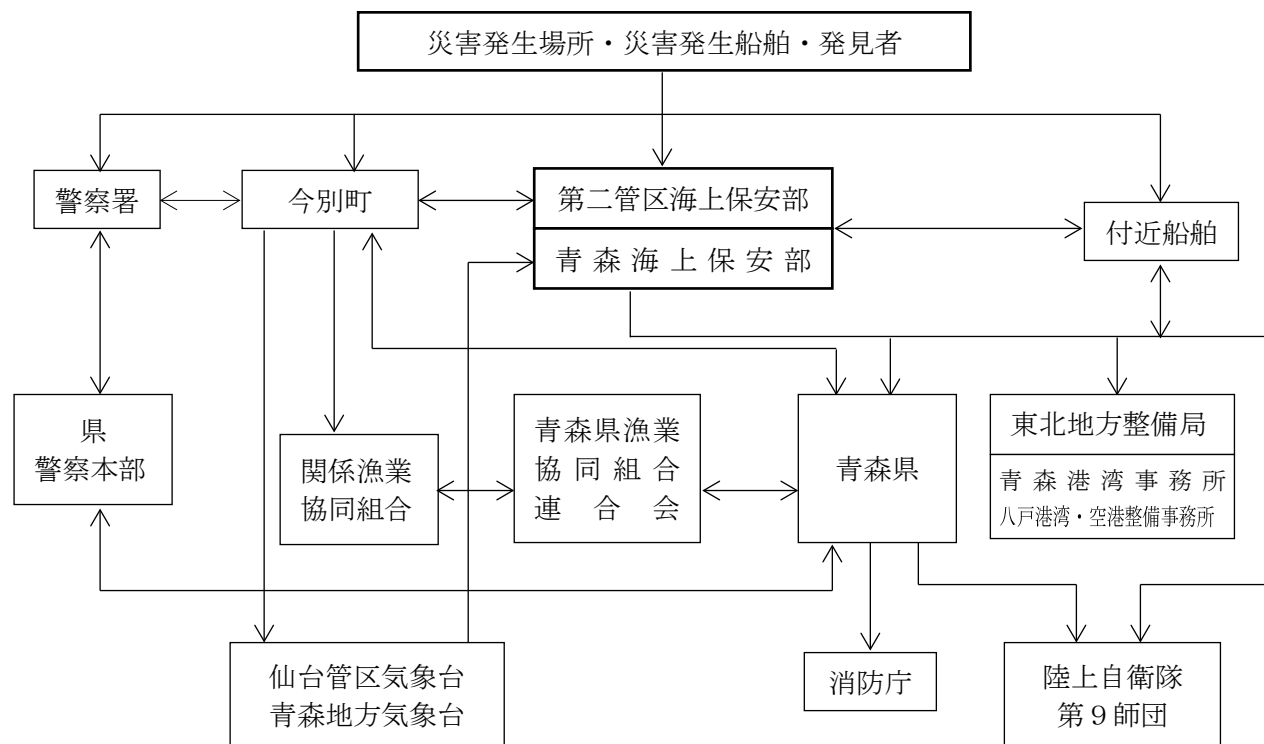 災害発生場所・災害発生船舶・発見者
警察署
今別町
第二管区海上保安部
青森海上保安部
付近船舶
県
警察本部
関係漁業
協同組合
青森県漁業
協同組合
連合会
青森県
東北地方整備局
青森港湾事務所
八戸港湾・空港整備事務所
仙台管区気象台
青森地方気象台
消防庁
陸上自衛隊
第９師団